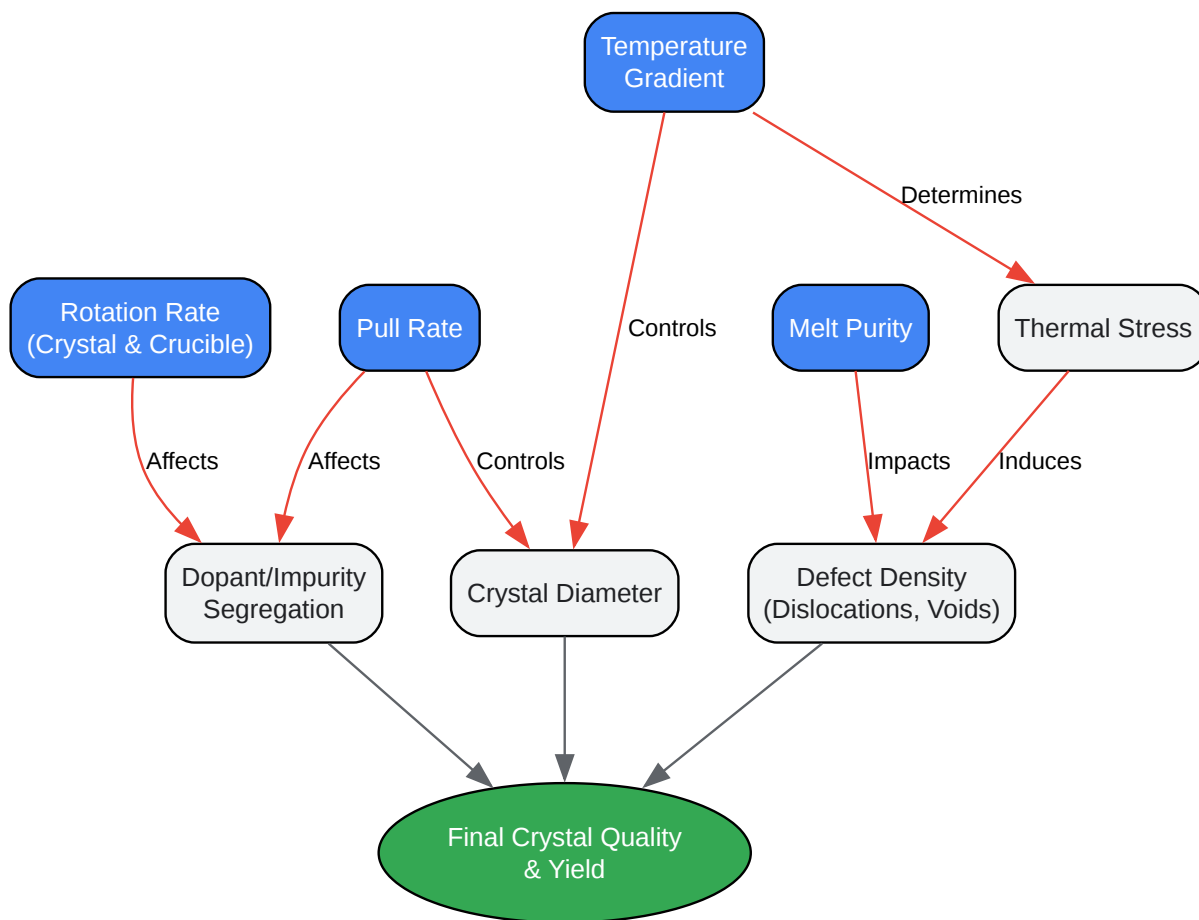 Temperature
Gradient
Determines
Rotation Rate
(Crystal & Crucible)
Pull Rate
Controls
Melt Purity
Thermal Stress
Affects
Affects
Controls
Impacts
Induces
Dopant/Impurity
Segregation
Crystal Diameter
Defect Density
(Dislocations, Voids)
Final Crystal Quality
& Yield